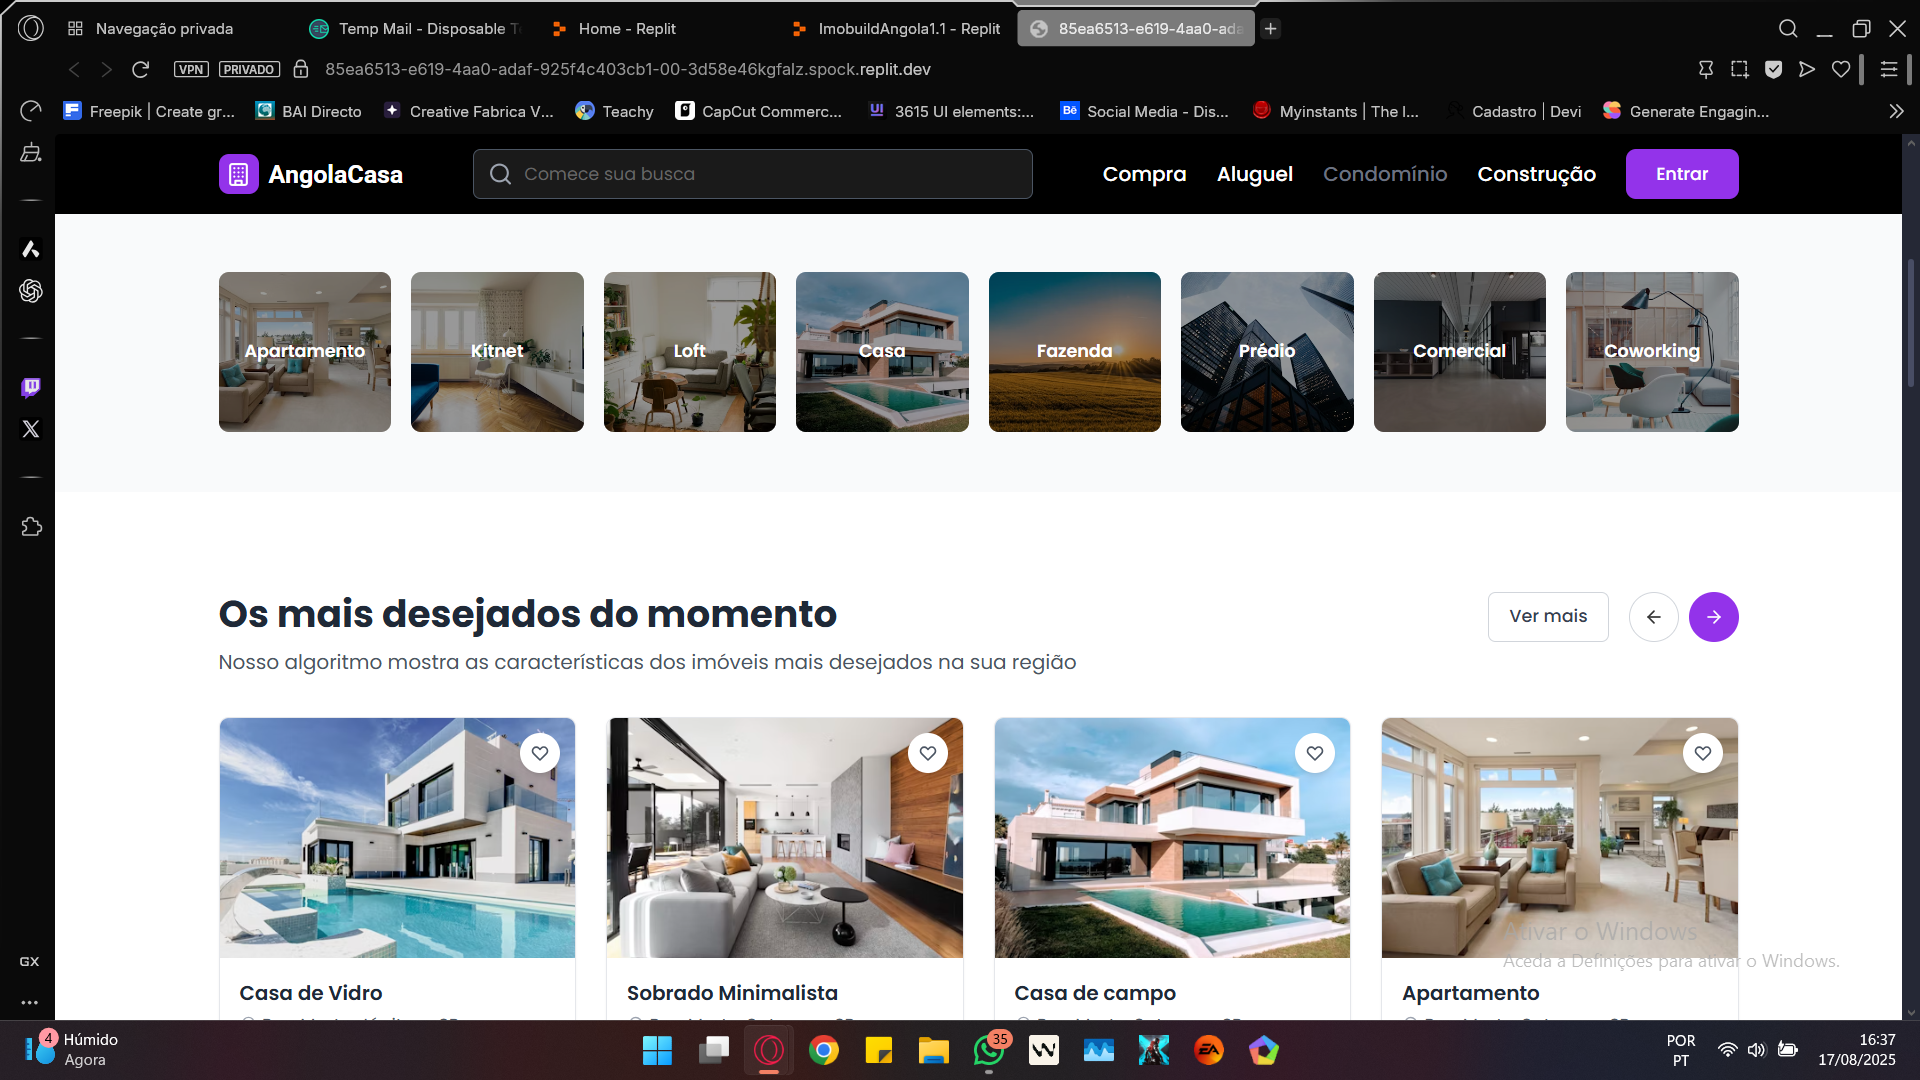 Navegação privada
Temp Mail - Disposable
Home - Replit
ImobuildAngola1.1 - Replit
85ea6513-e619-4aa0-ada
VPN
PRIVADO
85ea6513-e619-4aa0-adaf-925f4c403cb1-00-3d58e46kgfalz.spock.replit.dev
Freepik | Create gr...
BAI Directo
Creative Fabrica V...
Teachy
CapCut Commerc...
UI
3615 UI elements:...
Bē
Social Media - Dis...
Myinstants | The I...
Cadastro | Devi
Generate Engagin...
AngolaCasa
Comece sua busca
Compra
Aluguel
Condomínio
Construção
Entrar
Apartamento
Kitnet
Loft
Casa
Fazenda
Prédio
Comercial
Coworking
Os mais desejados do momento
Ver mais
Nosso algoritmo mostra as características dos imóveis mais desejados na sua região
Casa de Vidro
Sobrado Minimalista
Casa de campo
Apartamento
Ativar o Windows
Aceda a Definições para ativar o Windows.
GX
4
Húmido
Agora
35
EA
POR
PT
16:37
17/08/2025